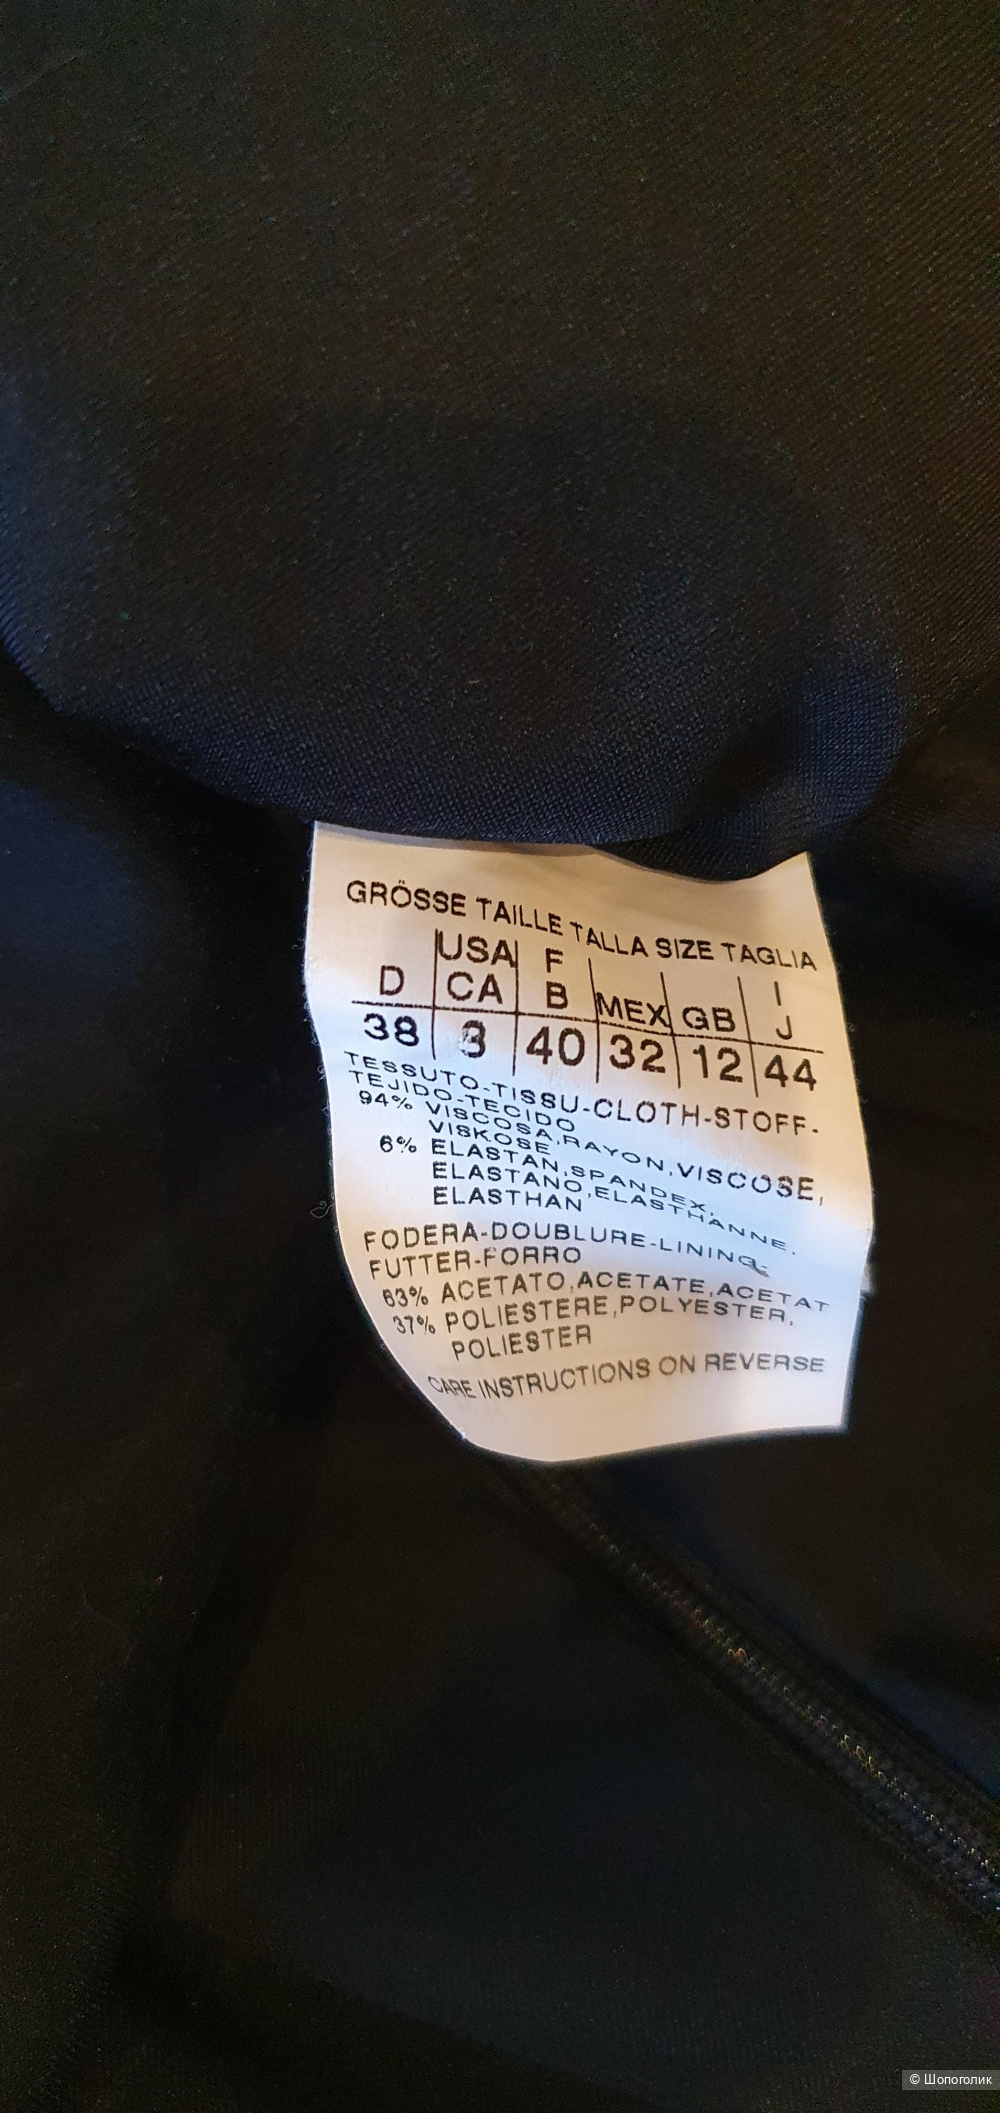 GRÖSSE TAILLE TALLA SIZE TAGLIA
D USA CA F B MEX GB I J
38 3 40 32 12 44
TESSUTO-TISSU-CLOTH-STOFF-
TEJIDO-TECIDO
94% VISCOSA,RAYON,VISCOSE,
VISKOSE
6% ELASTAN,SPANDEX,
ELASTANO,ELASTHANNE.
ELASTHAN
FODERA-DOUBLURE-LINING-
FUTTER-FORRO
63% ACETATO,ACETATE,ACETAT
37% POLIESTERE,POLYESTER,
POLIESTER
CARE INSTRUCTIONS ON REVERSE
© Шопоголик